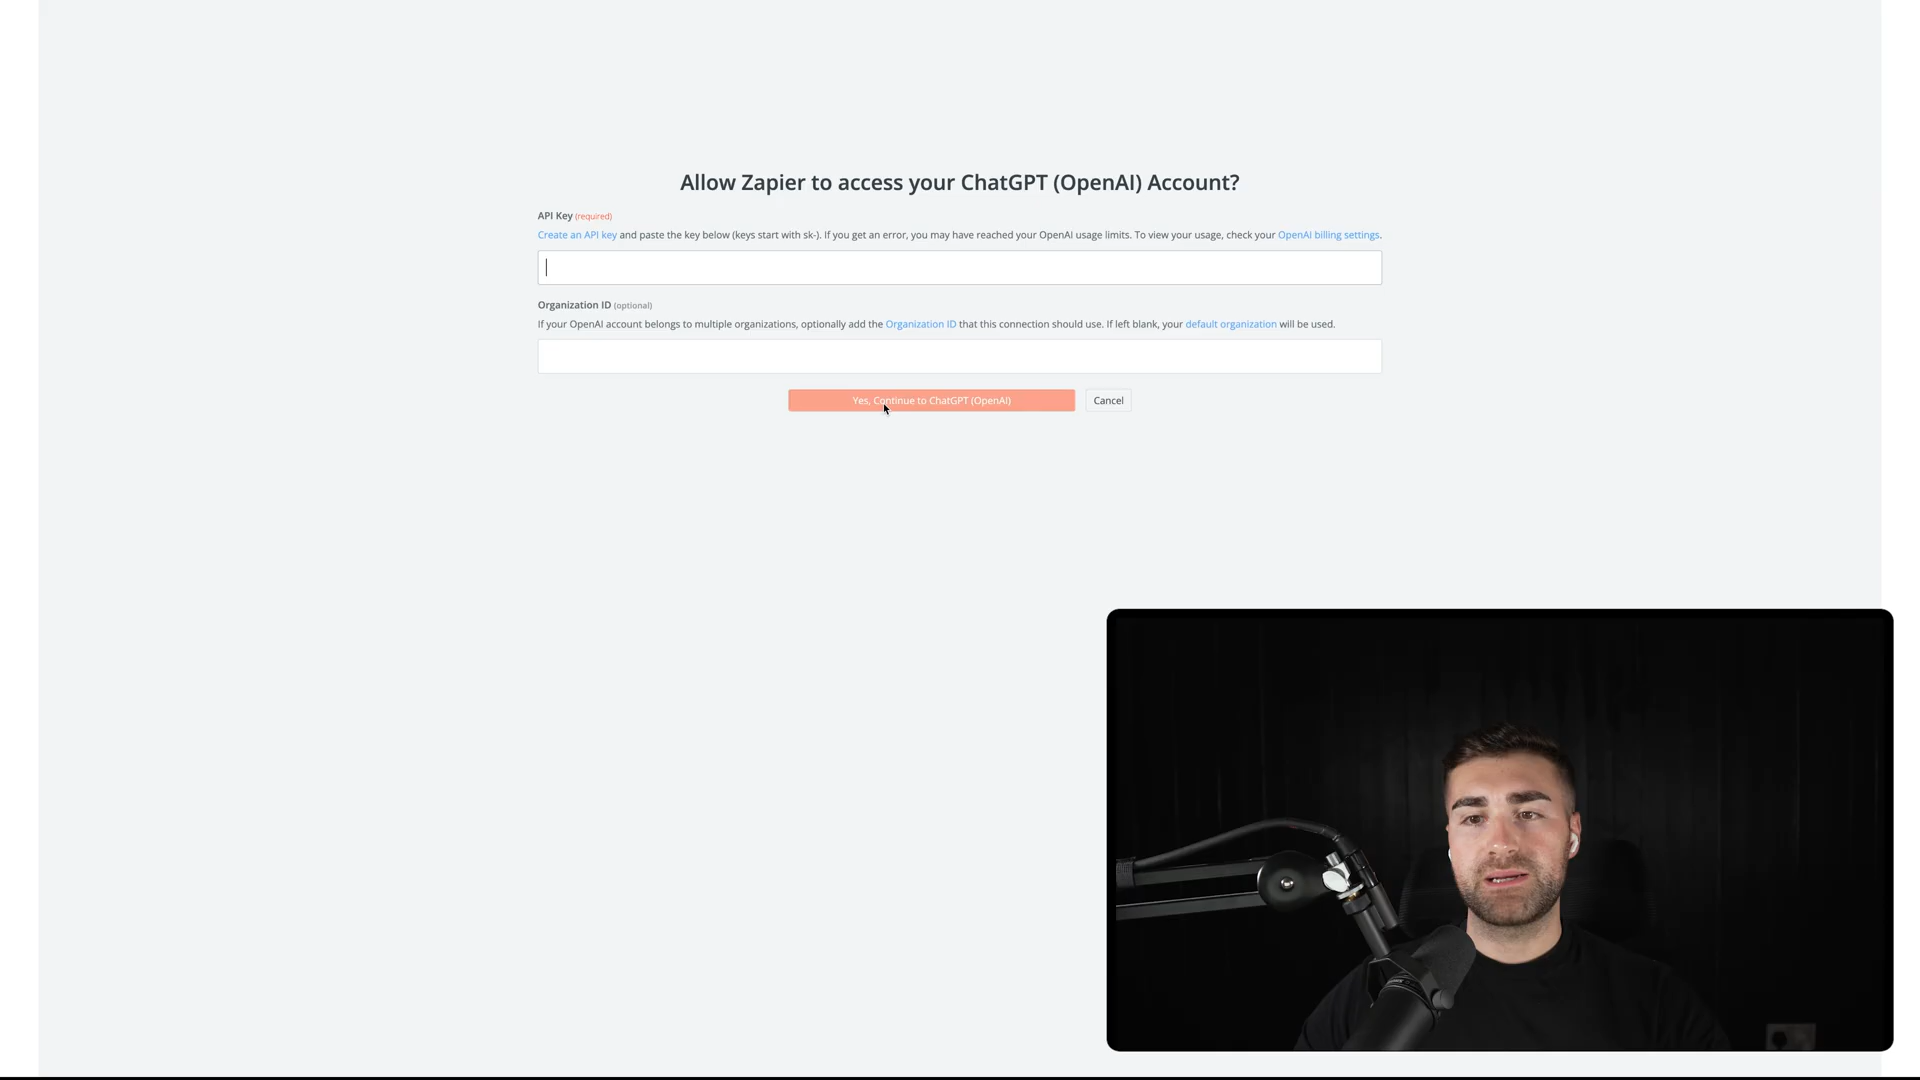 Allow Zapier to access your ChatGPT (OpenAI) Account?
API Key (required)
Create an API key and paste the key below (keys start with sk-). If you get an error, you may have reached your OpenAI usage limits. To view your usage, check your OpenAI billing settings.
Organization ID (optional)
If your OpenAI account belongs to multiple organizations, optionally add the Organization ID that this connection should use. If left blank, your default organization will be used.
Yes, Continue to ChatGPT (OpenAI) Cancel